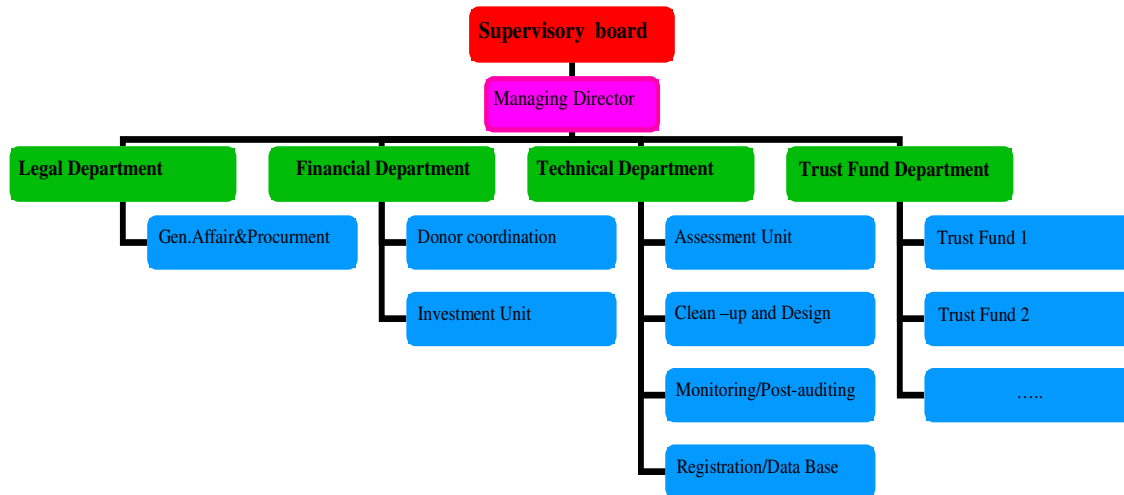 Supervisory board
Managing Director
Legal Department
Financial Department
Technical Department
Trust Fund Department
Gen.Affair&Procurment
Donor coordination
Assessment Unit
Trust Fund 1
Investment Unit
Clean –up and Design
Trust Fund 2
Monitoring/Post-auditing
…..
Registration/Data Base